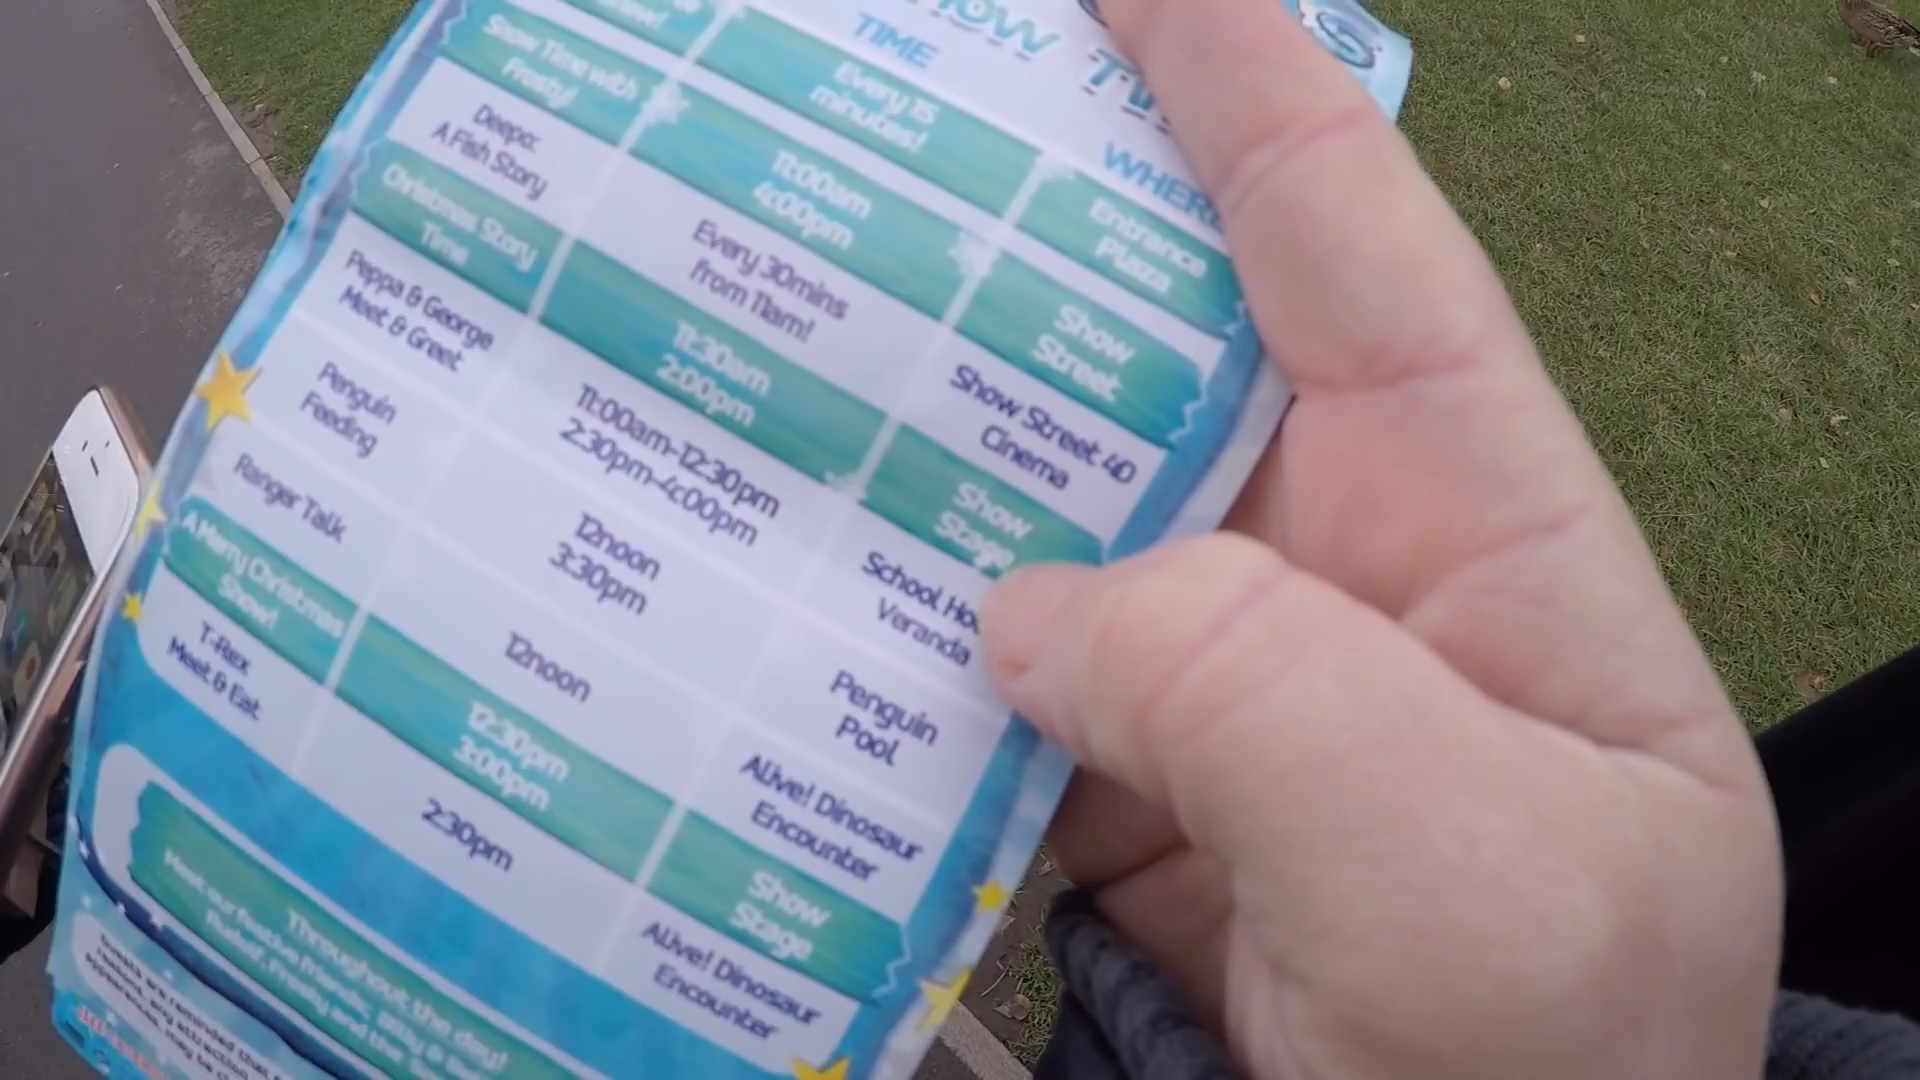 TIME
WHERE
Every 15
minutes!
Entrance
Plaza
Show Time with
Frosty!
11:00am
4:00pm
Show
Street
Deepo:
A Fish Story
Every 30mins
from 11am!
Show Street 4D
Cinema
Christmas Story
Time
11:30am
2:00pm
Show
Stage
Peppa & George
Meet & Greet
11:00am-12:30pm
2:30pm-4:00pm
School Ho
Veranda
Penguin
Feeding
12noon
3:30pm
Penguin
Pool
Ranger Talk
12noon
Alive! Dinosaur
Encounter
A Merry Christmas
Show!
12:30pm
3:00pm
Show
Stage
T-Rex
Meet & Eat
2:30pm
Alive! Dinosaur
Encounter
Throughout the day!
Meet our festive friends;